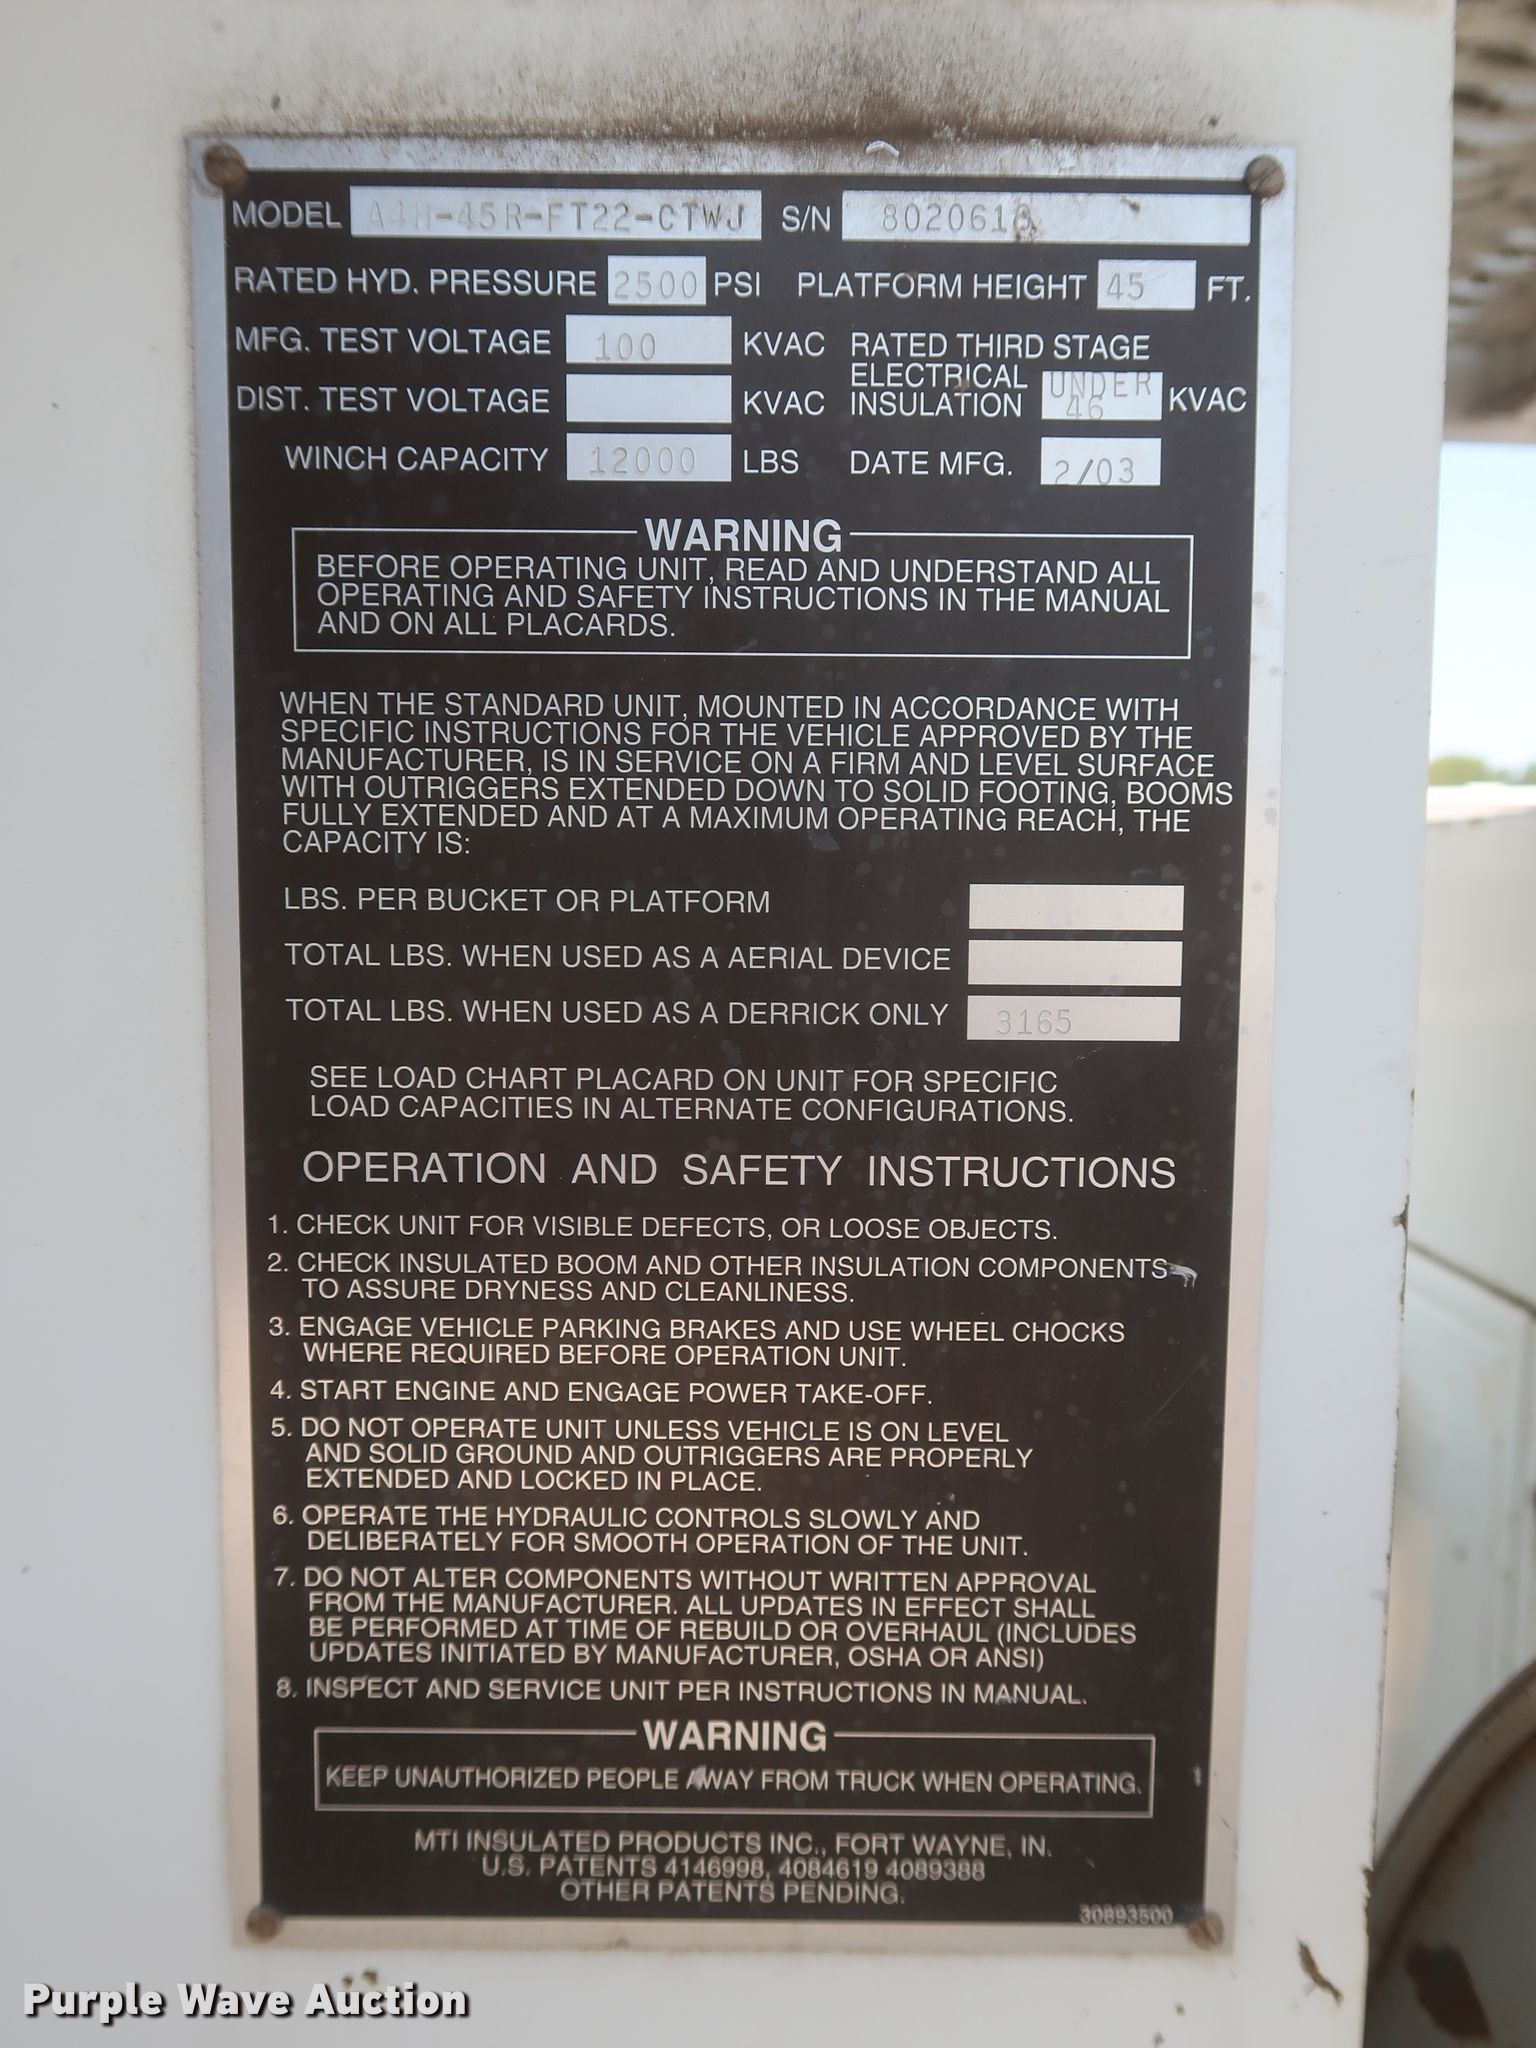 MODEL A4H-45R-FT22-CTWJ S/N 8020618
RATED HYD. PRESSURE 2500 PSI PLATFORM HEIGHT 45 FT.
MFG. TEST VOLTAGE 100 KVAC
DIST. TEST VOLTAGE KVAC
RATED THIRD STAGE
ELECTRICAL
INSULATION UNDER 46 KVAC
WINCH CAPACITY 12000 LBS DATE MFG. 2/03
WARNING
BEFORE OPERATING UNIT, READ AND UNDERSTAND ALL
OPERATING AND SAFETY INSTRUCTIONS IN THE MANUAL
AND ON ALL PLACARDS.
WHEN THE STANDARD UNIT, MOUNTED IN ACCORDANCE WITH
SPECIFIC INSTRUCTIONS FOR THE VEHICLE APPROVED BY THE
MANUFACTURER, IS IN SERVICE ON A FIRM AND LEVEL SURFACE
WITH OUTRIGGERS EXTENDED DOWN TO SOLID FOOTING, BOOMS
FULLY EXTENDED AND AT A MAXIMUM OPERATING REACH, THE
CAPACITY IS:
LBS. PER BUCKET OR PLATFORM
TOTAL LBS. WHEN USED AS A AERIAL DEVICE
TOTAL LBS. WHEN USED AS A DERRICK ONLY 3165
SEE LOAD CHART PLACARD ON UNIT FOR SPECIFIC
LOAD CAPACITIES IN ALTERNATE CONFIGURATIONS.
OPERATION AND SAFETY INSTRUCTIONS
1. CHECK UNIT FOR VISIBLE DEFECTS, OR LOOSE OBJECTS.
2. CHECK INSULATED BOOM AND OTHER INSULATION COMPONENTS
TO ASSURE DRYNESS AND CLEANLINESS.
3. ENGAGE VEHICLE PARKING BRAKES AND USE WHEEL CHOCKS
WHERE REQUIRED BEFORE OPERATION UNIT.
4. START ENGINE AND ENGAGE POWER TAKE-OFF.
5. DO NOT OPERATE UNIT UNLESS VEHICLE IS ON LEVEL
AND SOLID GROUND AND OUTRIGGERS ARE PROPERLY
EXTENDED AND LOCKED IN PLACE.
6. OPERATE THE HYDRAULIC CONTROLS SLOWLY AND
DELIBERATELY FOR SMOOTH OPERATION OF THE UNIT.
7. DO NOT ALTER COMPONENTS WITHOUT WRITTEN APPROVAL
FROM THE MANUFACTURER. ALL UPDATES IN EFFECT SHALL
BE PERFORMED AT TIME OF REBUILD OR OVERHAUL (INCLUDES
UPDATES INITIATED BY MANUFACTURER, OSHA OR ANSI)
8. INSPECT AND SERVICE UNIT PER INSTRUCTIONS IN MANUAL.
WARNING
KEEP UNAUTHORIZED PEOPLE AWAY FROM TRUCK WHEN OPERATING.
MTI INSULATED PRODUCTS INC., FORT WAYNE, IN.
U.S. PATENTS 4146998, 4084619 4089388
OTHER PATENTS PENDING.
30893500
Purple Wave Auction